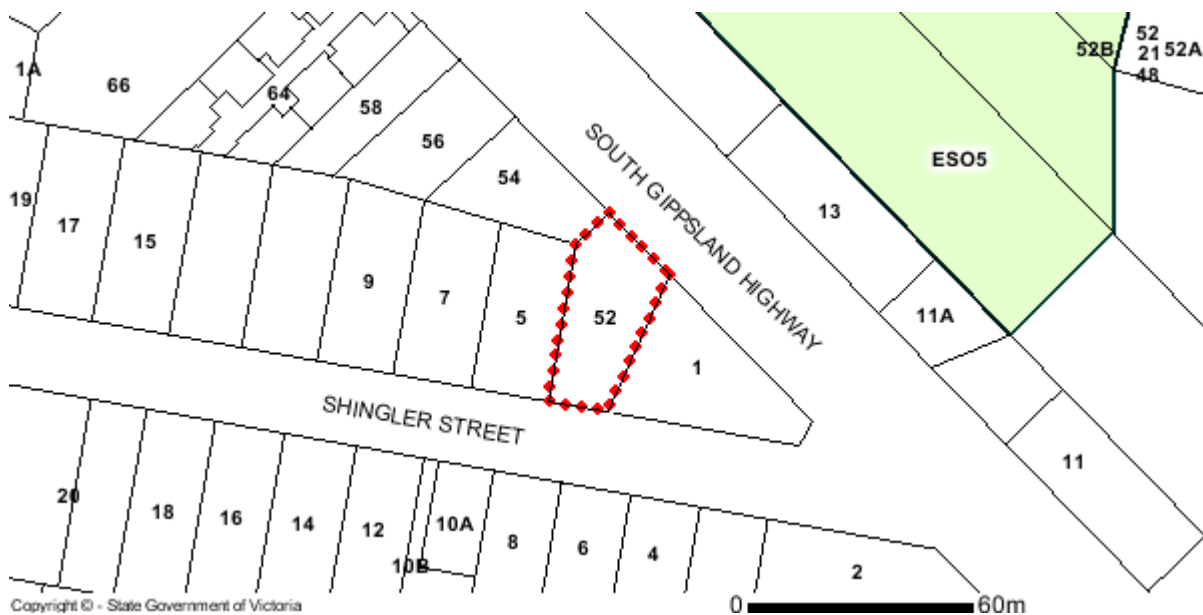 52
52B
52A
21
48
1A
66
64
58
56
54
SOUTH GIPPSLAND HIGHWAY
ESO5
13
19
17
15
9
7
5
52
11A
1
SHINGLER STREET
11
20
18
16
14
12
10A
10B
8
6
4
2
Copyright © - State Government of Victoria
0 60m